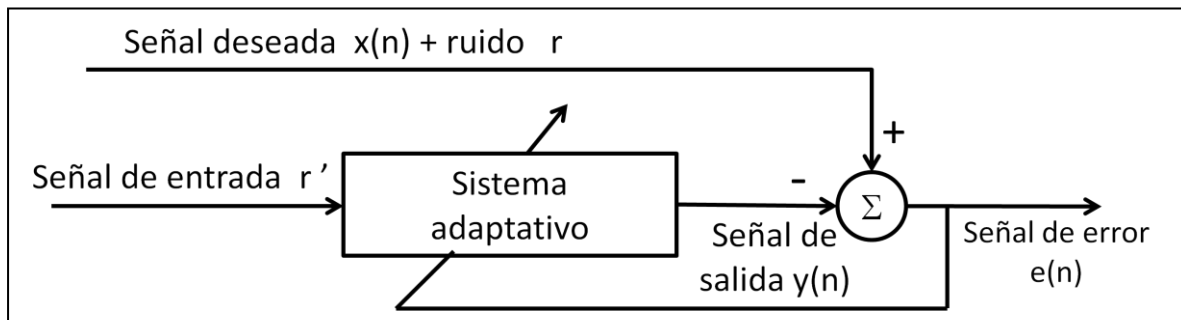 Señal deseada x(n) + ruido r
+
Señal de entrada r ’
Sistema
adaptativo
-
Σ
Señal de
salida y(n)
Señal de error
e(n)